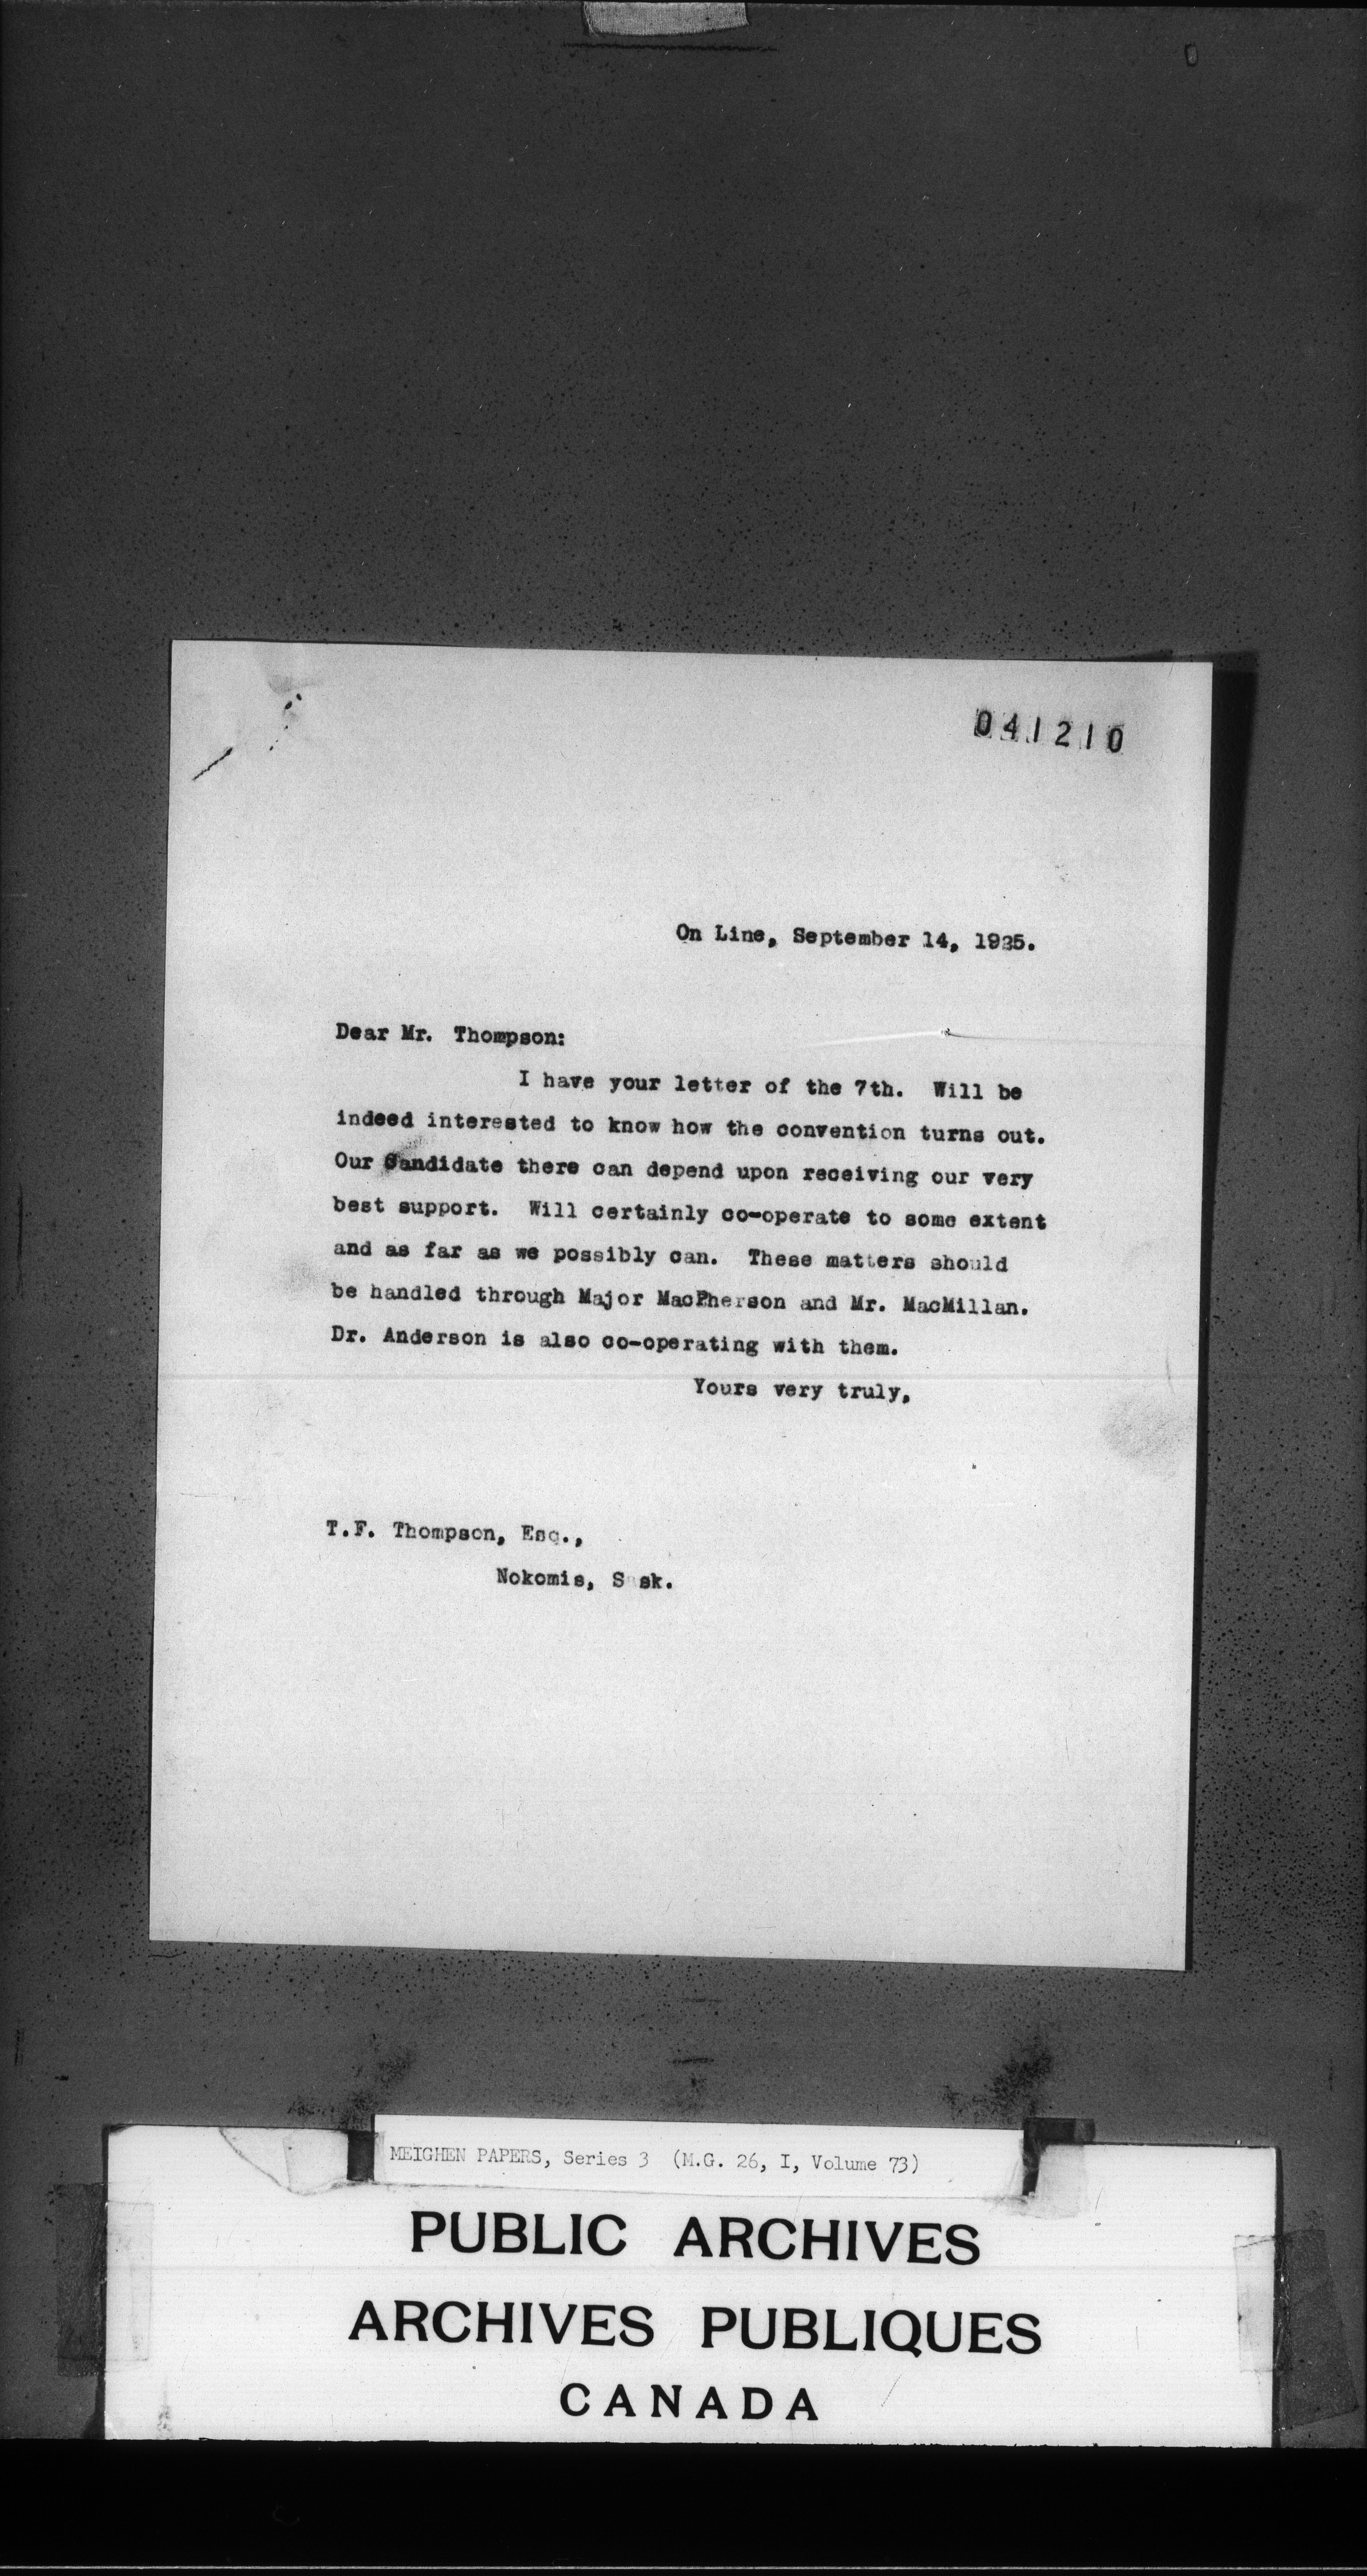 041210
On Line, September 14, 1925.
Dear Mr. Thompson:
I have your letter of the 7th. Will be
indeed interested to know how the convention turns out.
Our Candidate there can depend upon receiving our very
best support. Will certainly co-operate to some extent
and as far as we possibly can. These matters should
be handled through Major MacPherson and Mr. MacMillan.
Dr. Anderson is also co-operating with them.
Yours very truly,
T.F. Thompson, Esq.,
Nokomis, Sask.
MEIGHEN PAPERS, Series 3 (M.G. 26, I, Volume 73)
PUBLIC ARCHIVES
ARCHIVES PUBLIQUES
CANADA